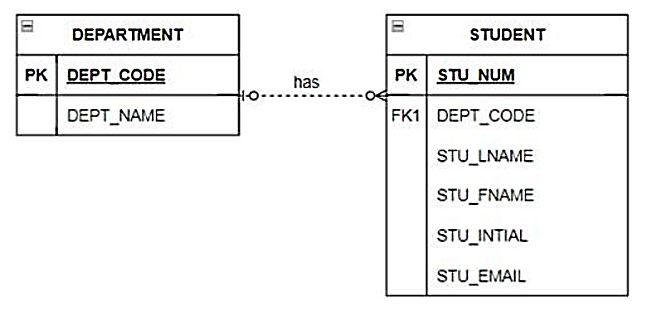 DEPARTMENT
PK DEPT_CODE
DEPT_NAME
has
STUDENT
PK STU_NUM
FK1 DEPT_CODE
STU_LNAME
STU_FNAME
STU_INTIAL
STU_EMAIL